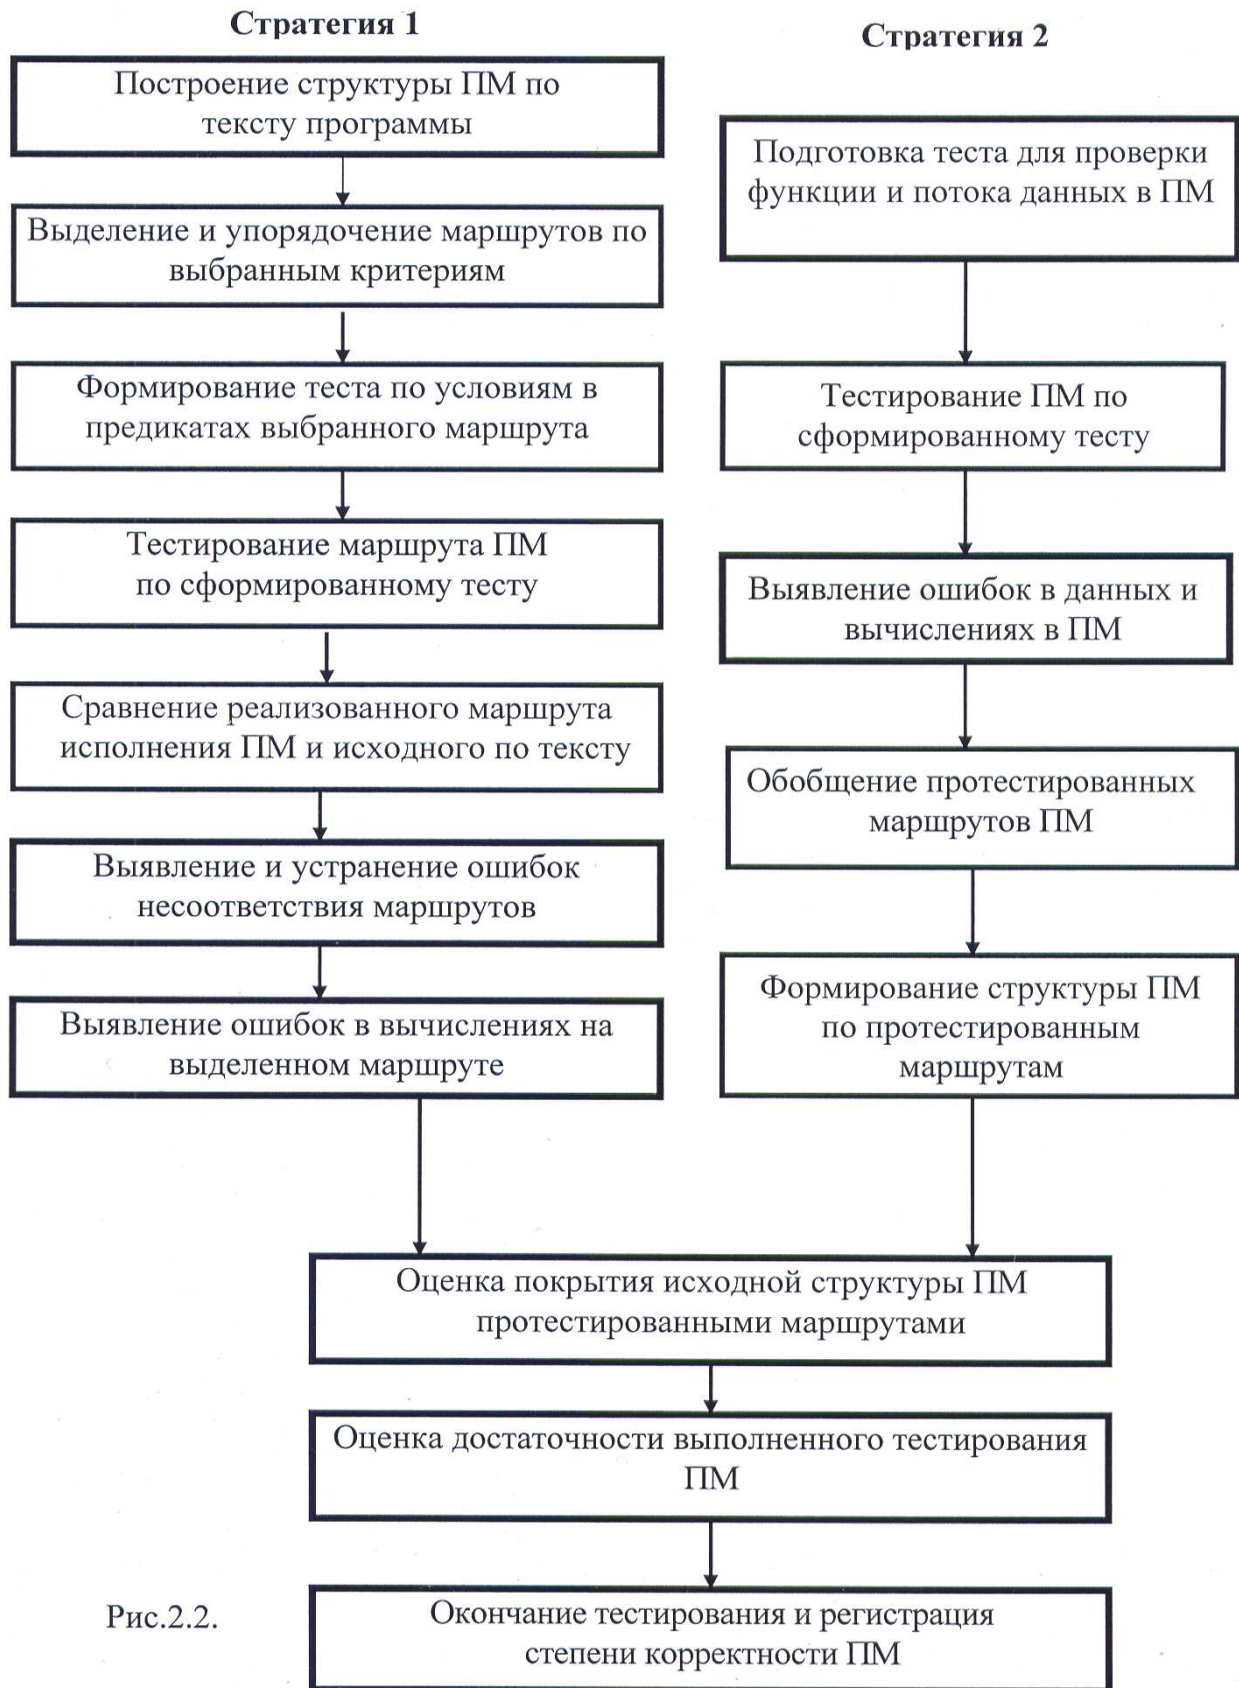 Стратегия 1
Построение структуры ПМ по
тексту программы
Выделение и упорядочение маршрутов по
выбранным критериям
Формирование теста по условиям в
предикатах выбранного маршрута
Тестирование маршрута ПМ
по сформированному тесту
Сравнение реализованного маршрута
исполнения ПМ и исходного по тексту
Выявление и устранение ошибок
несоответствия маршрутов
Выявление ошибок в вычислениях на
выделенном маршруте
Стратегия 2
Подготовка теста для проверки
функции и потока данных в ПМ
Тестирование ПМ по
сформированному тесту
Выявление ошибок в данных и
вычислениях в ПМ
Обобщение протестированных
маршрутов ПМ
Формирование структуры ПМ
по протестированным
маршрутам
Оценка покрытия исходной структуры ПМ
протестированными маршрутами
Оценка достаточности выполненного тестирования
ПМ
Окончание тестирования и регистрация
степени корректности ПМ
Рис.2.2.